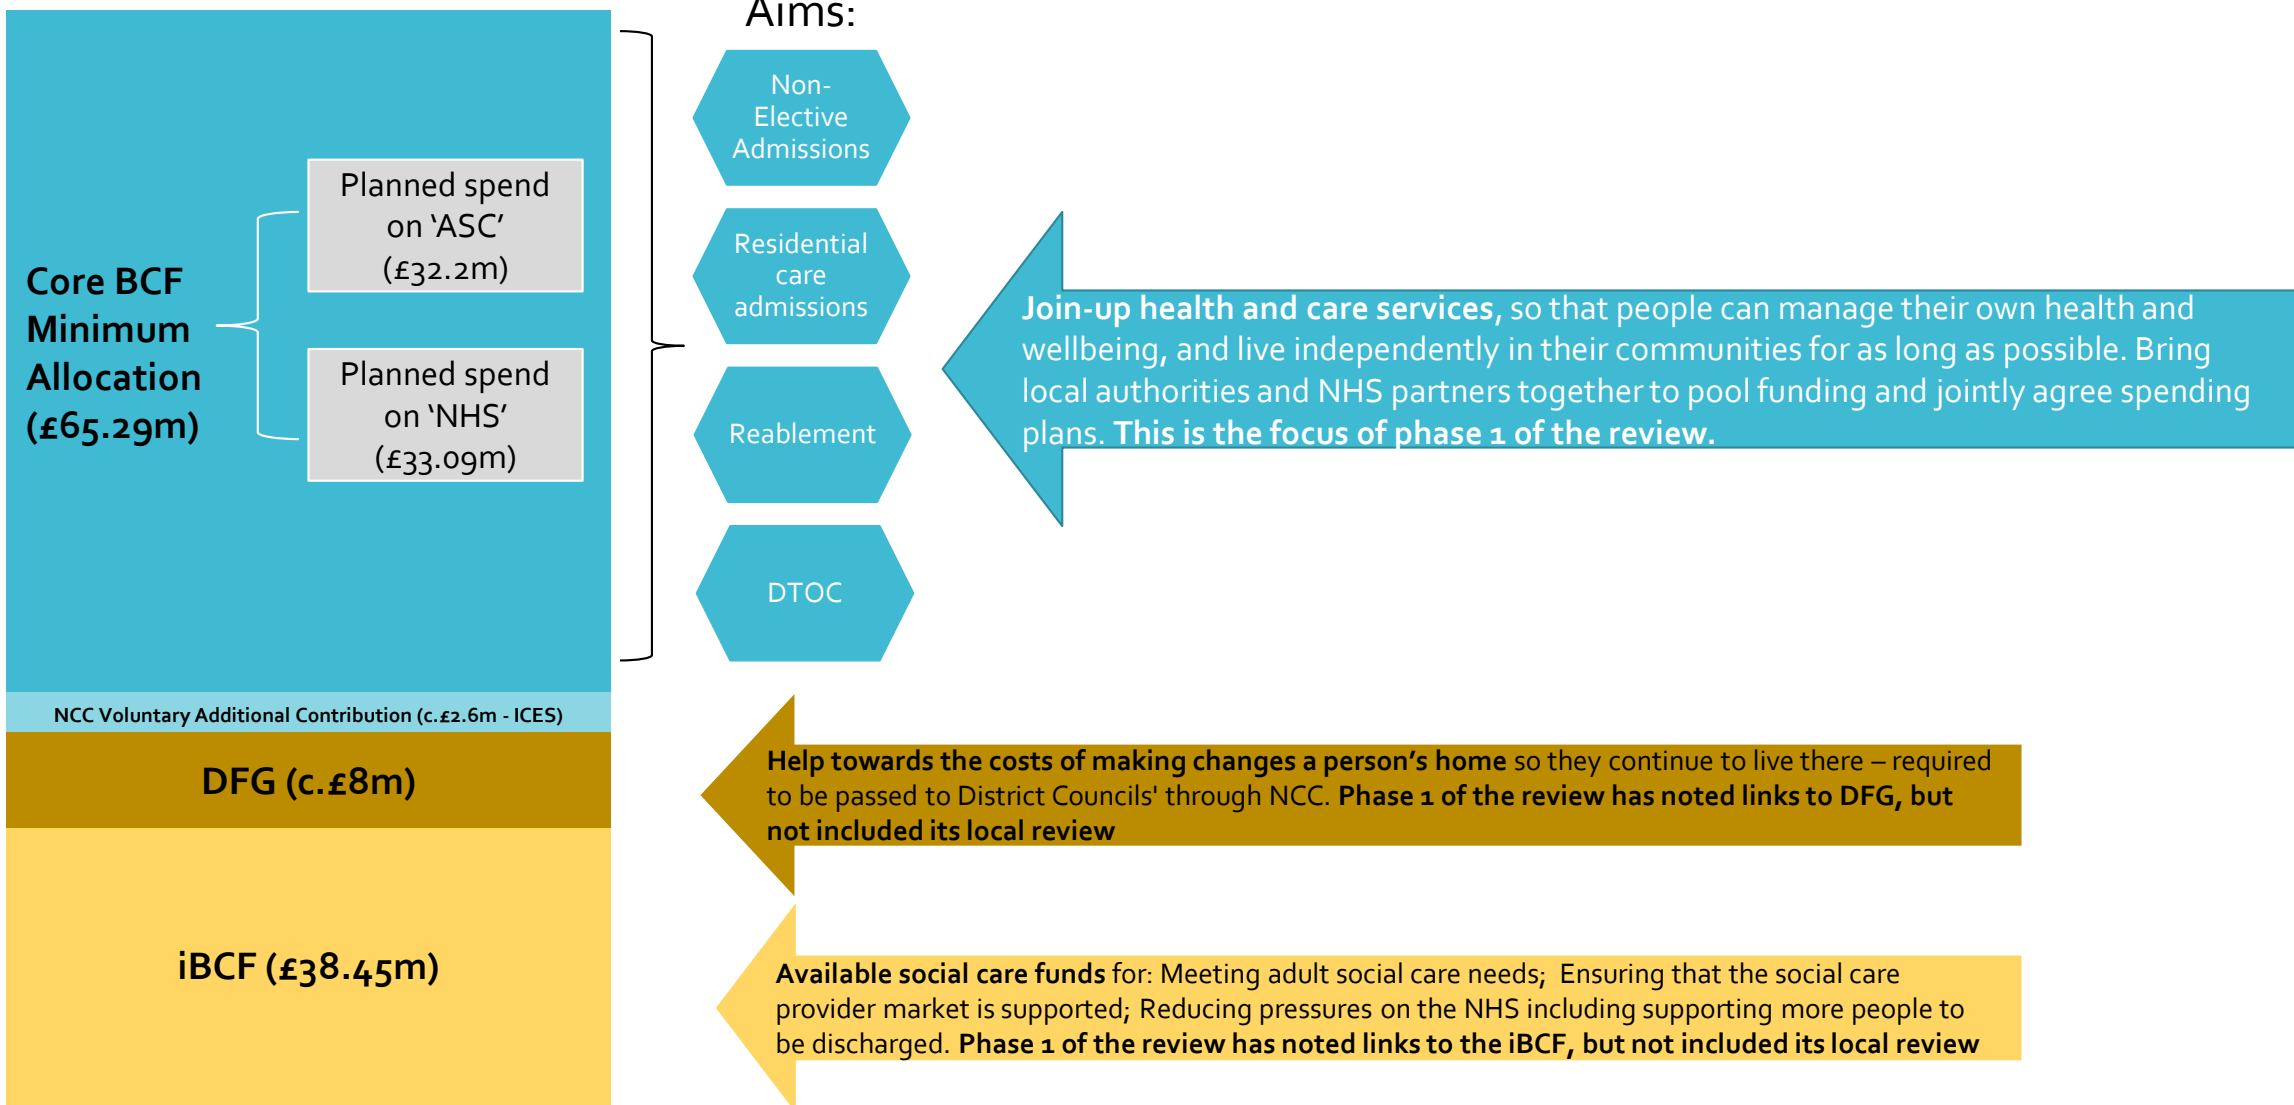 Aims:
Core BCF
Minimum
Allocation
(£65.29m)
Planned spend
on ‘ASC’
(£32.2m)
Planned spend
on ‘NHS’
(£33.09m)
Non-
Elective
Admissions
Residential
care
admissions
Reablement
DTOC
Join-up health and care services, so that people can manage their own health and
wellbeing, and live independently in their communities for as long as possible. Bring
local authorities and NHS partners together to pool funding and jointly agree spending
plans. This is the focus of phase 1 of the review.
NCC Voluntary Additional Contribution (c.£2.6m - ICES)
DFG (c.£8m)
Help towards the costs of making changes a person’s home so they continue to live there – required
to be passed to District Councils' through NCC. Phase 1 of the review has noted links to DFG, but
not included its local review
iBCF (£38.45m)
Available social care funds for: Meeting adult social care needs; Ensuring that the social care
provider market is supported; Reducing pressures on the NHS including supporting more people to
be discharged. Phase 1 of the review has noted links to the iBCF, but not included its local review